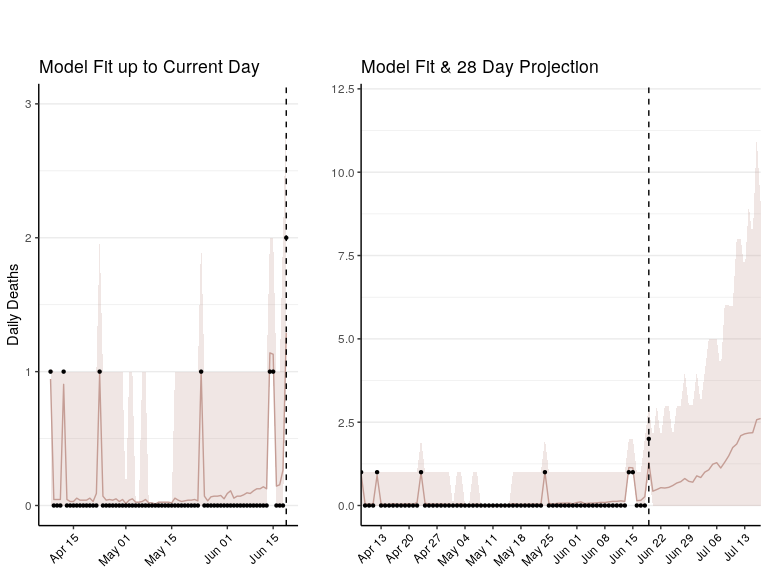 Model Fit up to Current Day
Model Fit & 28 Day Projection
Daily Deaths
3
2
1
0
Apr 15
May 01
May 15
Jun 01
Jun 15
12.5
10.0
7.5
5.0
2.5
0.0
Apr 13
Apr 20
Apr 27
May 04
May 11
May 18
May 25
Jun 01
Jun 08
Jun 15
Jun 22
Jun 29
Jul 06
Jul 13